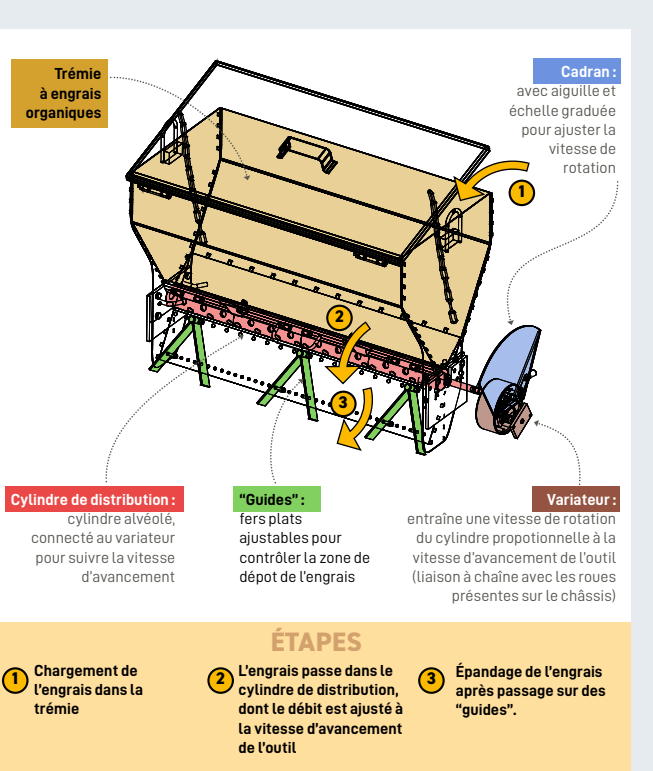 Trémie
à engrais
organiques
Cadran :
avec aiguille et
échelle graduée
pour ajuster la
vitesse de
rotation
1
2
3
Cylindre de distribution :
cylindre alvéolé,
connecté au variateur
pour suivre la vitesse
d'avancement
"Guides" :
fers plats
ajustables pour
contrôler la zone de
dépot de l'engrais
Variateur :
entraîne une vitesse de rotation
du cylindre propotionnelle à la
vitesse d'avancement de l'outil
(liaison à chaîne avec les roues
présentes sur le châssis)
ÉTAPES
1
Chargement de
l'engrais dans la
trémie
2
L'engrais passe dans le
cylindre de distribution,
dont le débit est ajusté à
la vitesse d'avancement
de l'outil
3
Épandage de l'engrais
après passage sur des
"guides".